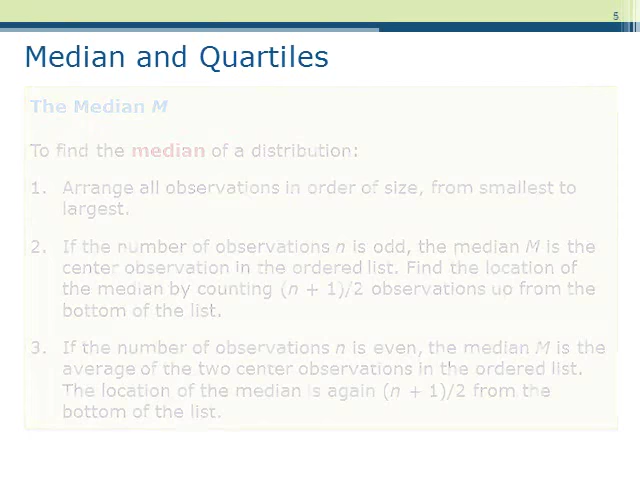 5
Median and Quartiles
The Median M
To find the median of a distribution:
1. Arrange all observations in order of size, from smallest to
largest.
2. If the number of observations n is odd, the median M is the
center observation in the ordered list. Find the location of
the median by counting (n + 1)/2 observations up from the
bottom of the list.
3. If the number of observations n is even, the median M is the
average of the two center observations in the ordered list.
The location of the median is again (n + 1)/2 from the
bottom of the list.